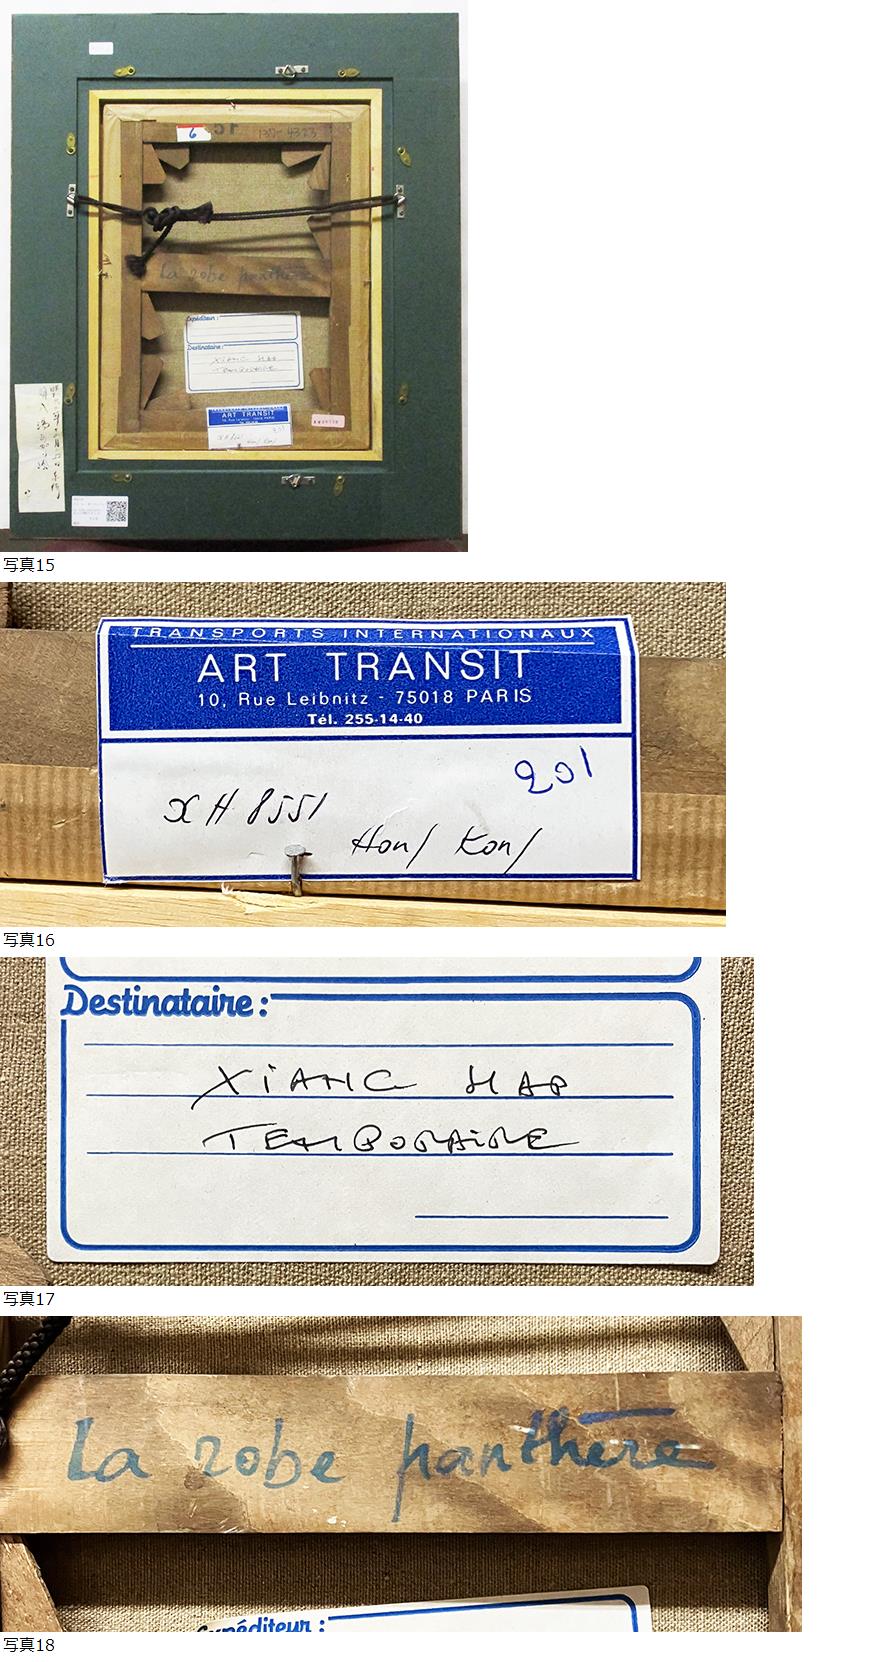 6
La robe panthère
Expéditeur :
Destinataire :
XIANG HAO
TEMPORAIRE
ART TRANSIT
写真15
TRANSPORTS INTERNATIONAUX
ART TRANSIT
10, Rue Leibnitz - 75018 PARIS
Tél. 255-14-40
201
XH 8551
Hong Kong
写真16
Destinataire :
XIANG HAO
TEMPORAIRE
写真17
La robe panthère
Expéditeur :
写真18